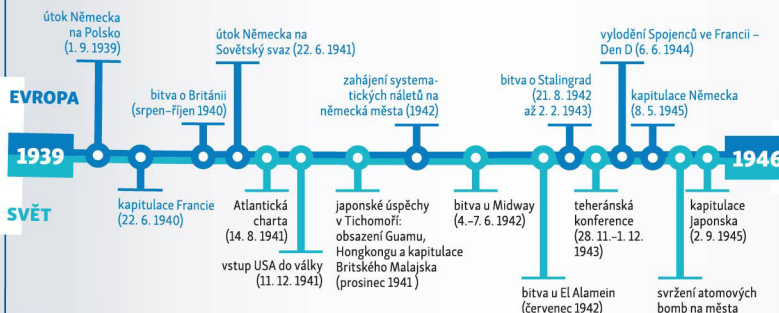 útok Německa
na Polsko
(1. 9. 1939)
útok Německa na
Sovětský svaz (22. 6. 1941)
vylodění Spojenců ve Francii –
Den D (6. 6. 1944)
EVROPA
bitva o Británii
(srpen–říjen 1940)
zahájení systema-
tických náletů na
německá města (1942)
bitva o Stalingrad
(21. 8. 1942
až 2. 2. 1943)
kapitulace Německa
(8. 5. 1945)
1939
1946
SVĚT
kapitulace Francie
(22. 6. 1940)
Atlantická
charta
(14. 8. 1941)
vstup USA do války
(11. 12. 1941)
japonské úspěchy
v Tichomoří:
obsazení Guamu,
Hongkongu a kapitulace
Britského Malajska
(prosinec 1941)
bitva u Midway
(4.–7. 6. 1942)
bitva u El Alamein
(červenec 1942)
teheránská
konference
(28. 11.–1. 12.
1943)
svržení atomových
bomb na města
kapitulace
Japonska
(2. 9. 1945)